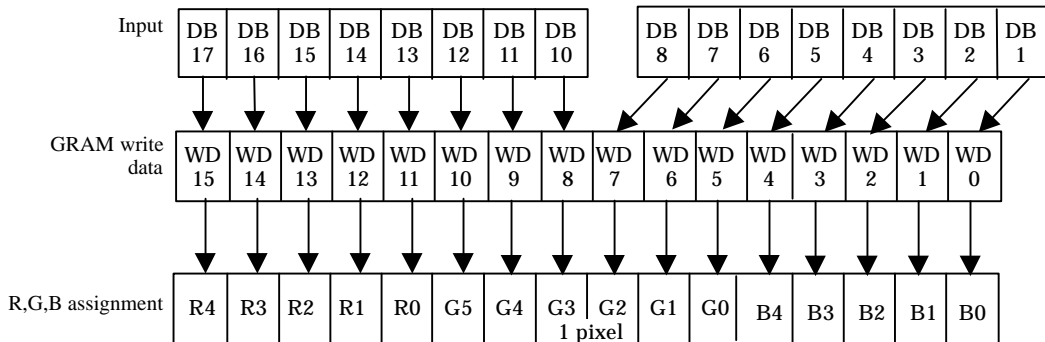 Input DB 17 DB 16 DB 15 DB 14 DB 13 DB 12 DB 11 DB 10 DB 8 DB 7 DB 6 DB 5 DB 4 DB 3 DB 2 DB 1
GRAM write data WD 15 WD 14 WD 13 WD 12 WD 11 WD 10 WD 9 WD 8 WD 7 WD 6 WD 5 WD 4 WD 3 WD 2 WD 1 WD 0
R,G,B assignment R4 R3 R2 R1 R0 G5 G4 G3 G2 G1 G0 B4 B3 B2 B1 B0
1 pixel